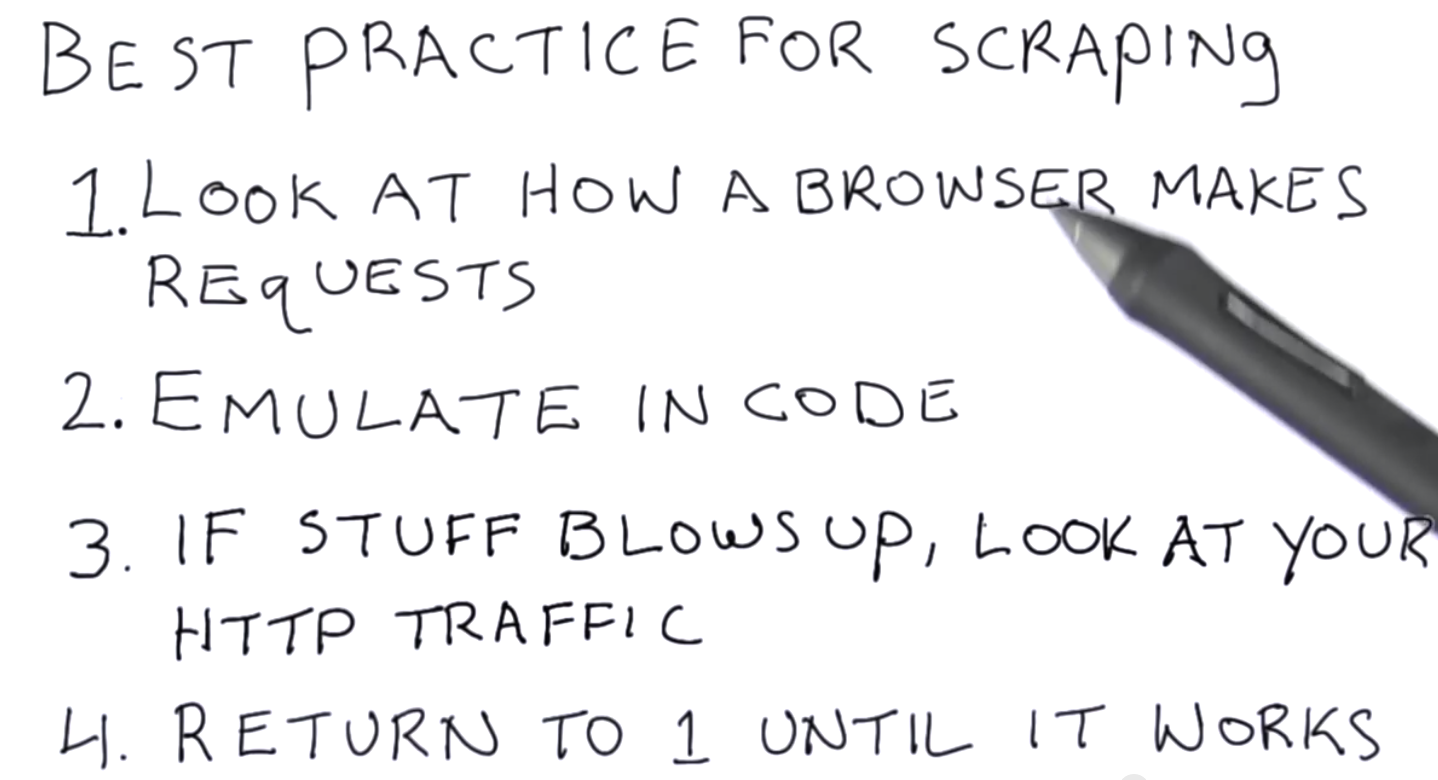 BEST PRACTICE FOR SCRAPINg
1. LOOK AT HOW A BROWSER MAKES
REqUESTS
2. EMULATE IN CODE
3. IF STUFF BLOWS UP, LOOK AT YOUR
HTTP TRAFFIC
4. RETURN TO 1 UNTIL IT WORKS